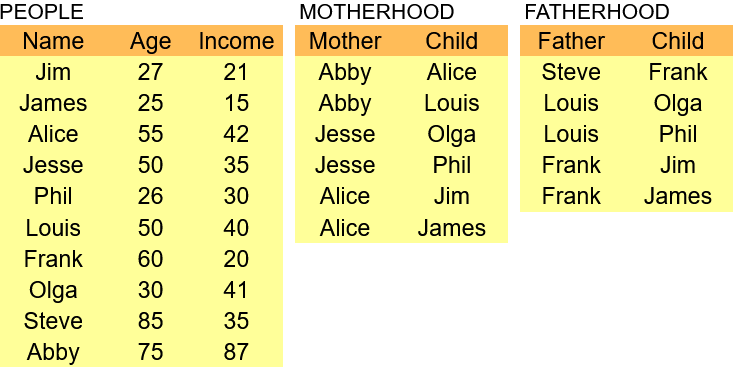 PEOPLE
Name Age Income
Jim 27 21
James 25 15
Alice 55 42
Jesse 50 35
Phil 26 30
Louis 50 40
Frank 60 20
Olga 30 41
Steve 85 35
Abby 75 87
MOTHERHOOD
Mother Child
Abby Alice
Abby Louis
Jesse Olga
Jesse Phil
Alice Jim
Alice James
FATHERHOOD
Father Child
Steve Frank
Louis Olga
Louis Phil
Frank Jim
Frank James